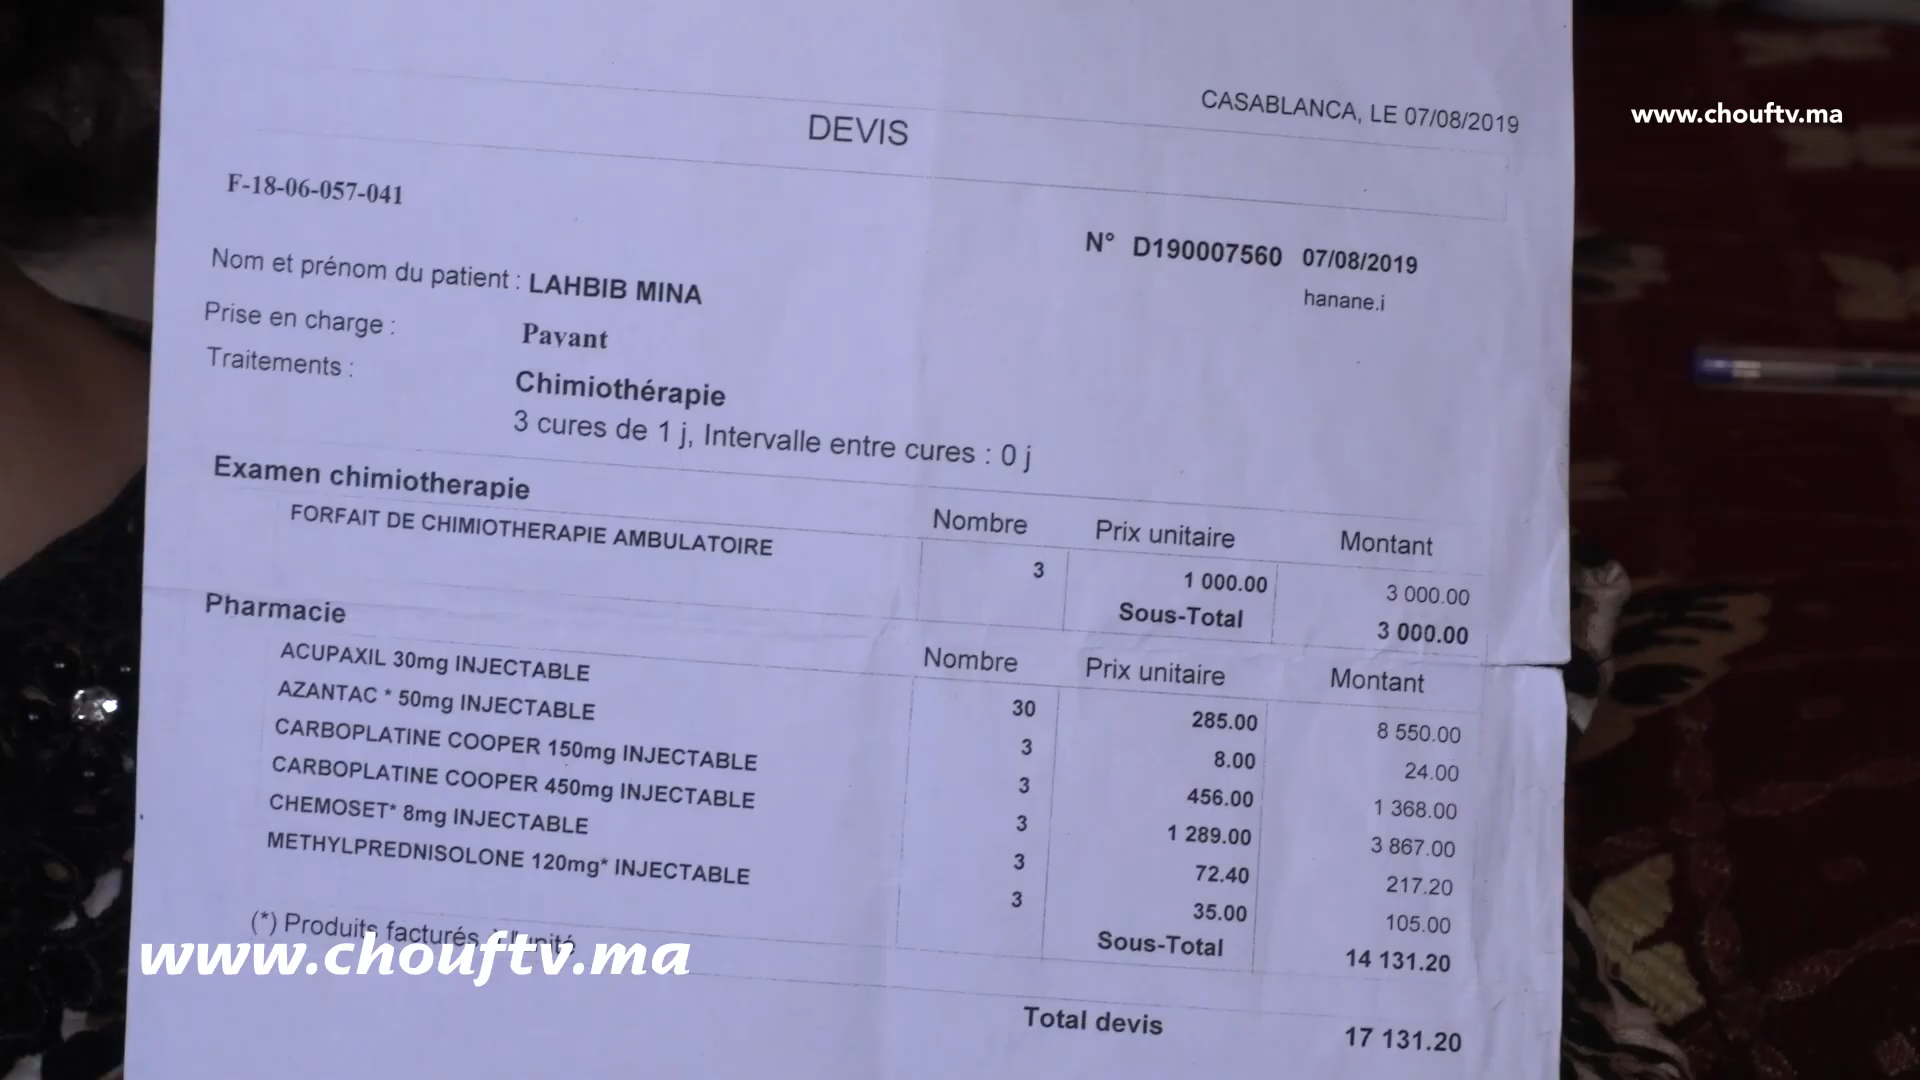 CASABLANCA, LE 07/08/2019
www.chouftv.ma
DEVIS
F-18-06-057-041
N° D190007560 07/08/2019
hanane.i
Nom et prénom du patient : LAHBIB MINA
Prise en charge : Payant
Traitements : Chimiothérapie
3 cures de 1 j, Intervalle entre cures : 0 j
Examen chimiotherapie Nombre Prix unitaire Montant
FORFAIT DE CHIMIOTHERAPIE AMBULATOIRE 3 1 000.00 3 000.00
Sous-Total 3 000.00
Pharmacie Nombre Prix unitaire Montant
ACUPAXIL 30mg INJECTABLE 30 285.00 8 550.00
AZANTAC * 50mg INJECTABLE 3 8.00 24.00
CARBOPLATINE COOPER 150mg INJECTABLE 3 456.00 1 368.00
CARBOPLATINE COOPER 450mg INJECTABLE 3 1 289.00 3 867.00
CHEMOSET* 8mg INJECTABLE 3 72.40 217.20
METHYLPREDNISOLONE 120mg* INJECTABLE 3 35.00 105.00
Sous-Total 14 131.20
(*) Produits facturés à l'unité
www.chouftv.ma
Total devis 17 131.20